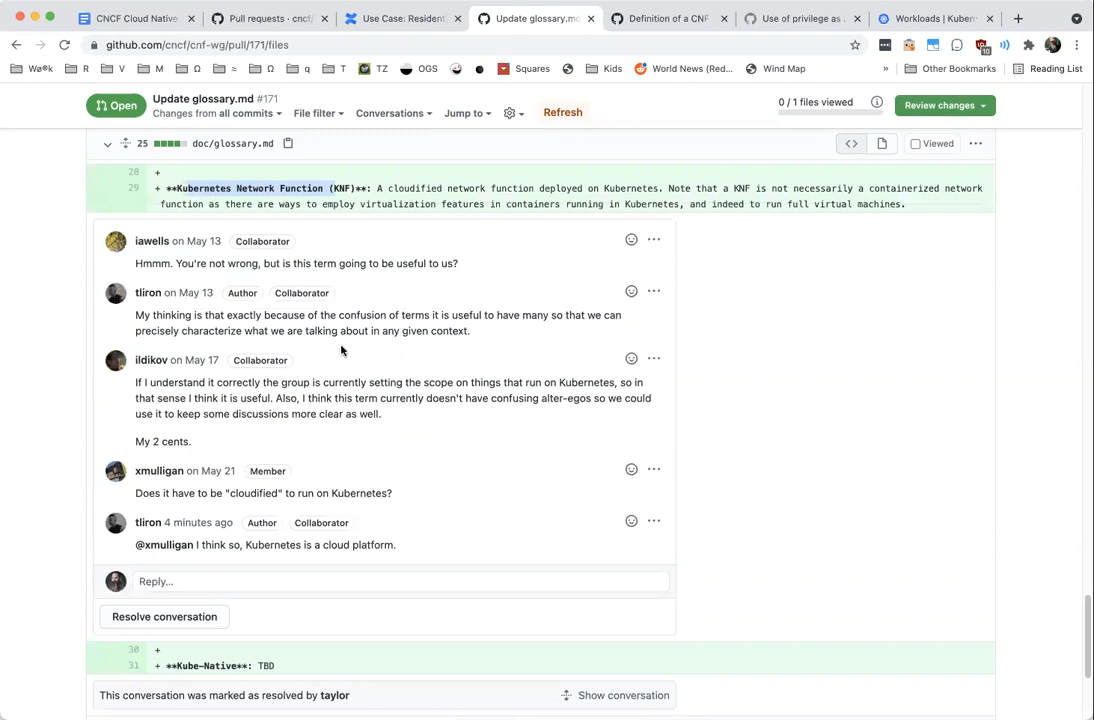 CNCF Cloud Native
Pull requests · cncf/
Use Case: Resident
Update glossary.md
Definition of a CNF
Use of privilege as
Workloads | Kubern
github.com/cncf/cnf-wg/pull/171/files
10
Wø®k
R
V
M
Ω
≈
Ω
q
T
TZ
OGS
Squares
Kids
World News (Red...
Wind Map
»
Other Bookmarks
Reading List
Open
Update glossary.md #171
Changes from all commits
File filter
Conversations
Jump to
Refresh
0 / 1 files viewed
Review changes
25 doc/glossary.md
Viewed
28 +
29 + **Kubernetes Network Function (KNF)**: A cloudified network function deployed on Kubernetes. Note that a KNF is not necessarily a containerized network
function as there are ways to employ virtualization features in containers running in Kubernetes, and indeed to run full virtual machines.
iawells on May 13 Collaborator
Hmmm. You're not wrong, but is this term going to be useful to us?
tliron on May 13 Author Collaborator
My thinking is that exactly because of the confusion of terms it is useful to have many so that we can
precisely characterize what we are talking about in any given context.
ildikov on May 17 Collaborator
If I understand it correctly the group is currently setting the scope on things that run on Kubernetes, so in
that sense I think it is useful. Also, I think this term currently doesn't have confusing alter-egos so we could
use it to keep some discussions more clear as well.
My 2 cents.
xmulligan on May 21 Member
Does it have to be "cloudified" to run on Kubernetes?
tliron 4 minutes ago Author Collaborator
@xmulligan I think so, Kubernetes is a cloud platform.
Reply...
Resolve conversation
30 +
31 + **Kube-Native**: TBD
This conversation was marked as resolved by taylor
Show conversation